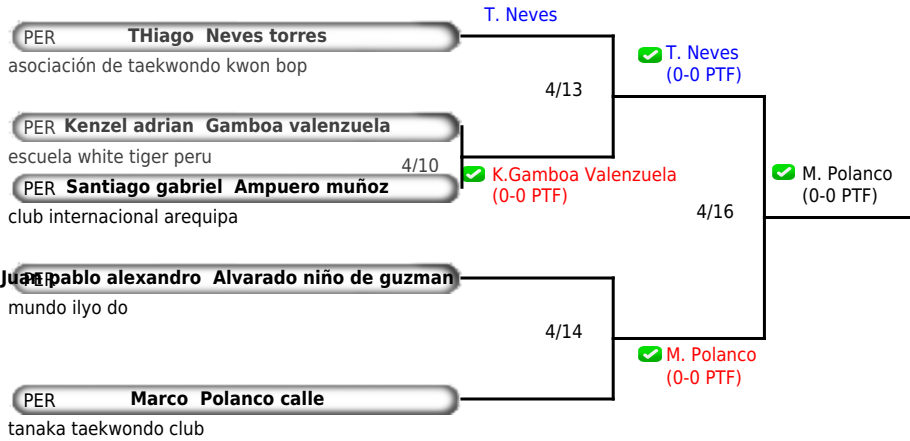 T. Neves
PER THiago Neves torres
asociación de taekwondo kwon bop
T. Neves
(0-0 PTF)
4/13
PER Kenzel adrian Gamboa valenzuela
escuela white tiger peru
4/10
K.Gamboa Valenzuela
(0-0 PTF)
M. Polanco
(0-0 PTF)
PER Santiago gabriel Ampuero muñoz
club internacional arequipa
4/16
PER Juan pablo alexandro Alvarado niño de guzman
mundo ilyo do
4/14
M. Polanco
(0-0 PTF)
PER Marco Polanco calle
tanaka taekwondo club